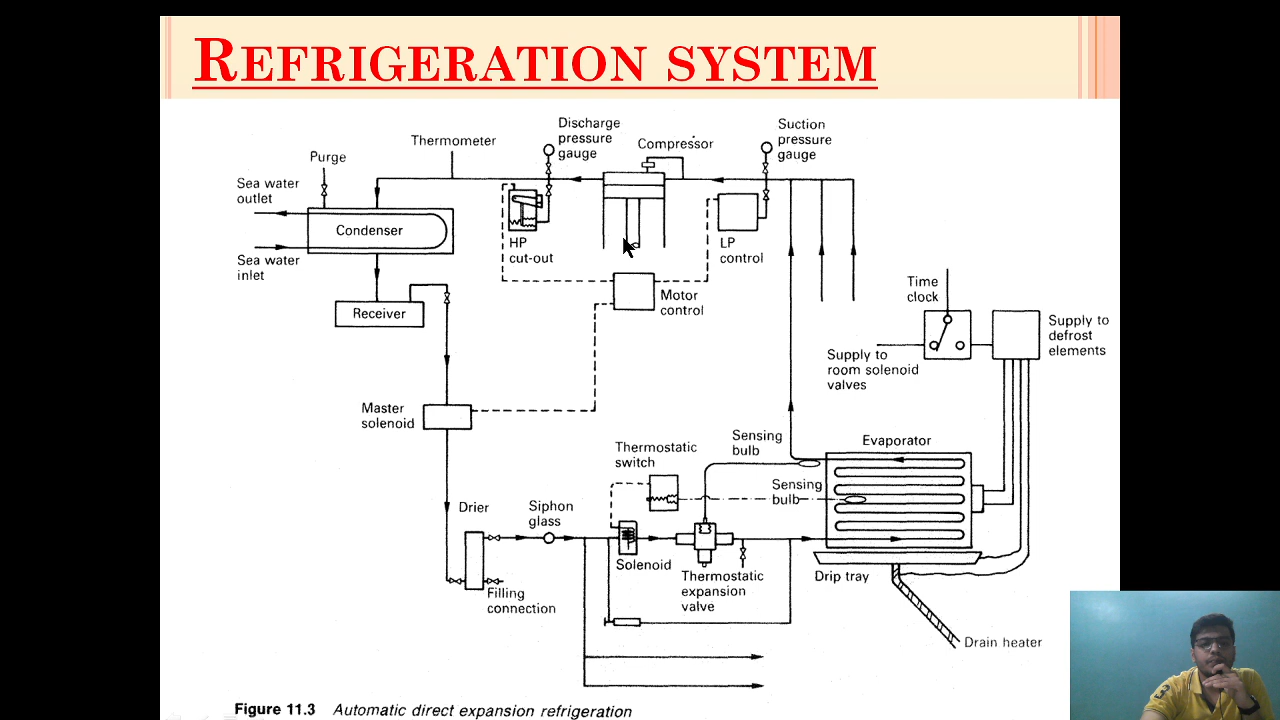 REFRIGERATION SYSTEM
Discharge
pressure
gauge
Suction
pressure
gauge
Thermometer
Compressor
Purge
Sea water
outlet
Condenser
Sea water
inlet
HP
cut-out
LP
control
Receiver
Motor
control
Time
clock
Supply to
defrost
elements
Supply to
room solenoid
valves
Master
solenoid
Thermostatic
switch
Sensing
bulb
Evaporator
Sensing
bulb
Drier
Siphon
glass
Solenoid
Thermostatic
expansion
valve
Drip tray
Filling
connection
Drain heater
Figure 11.3 Automatic direct expansion refrigeration
3